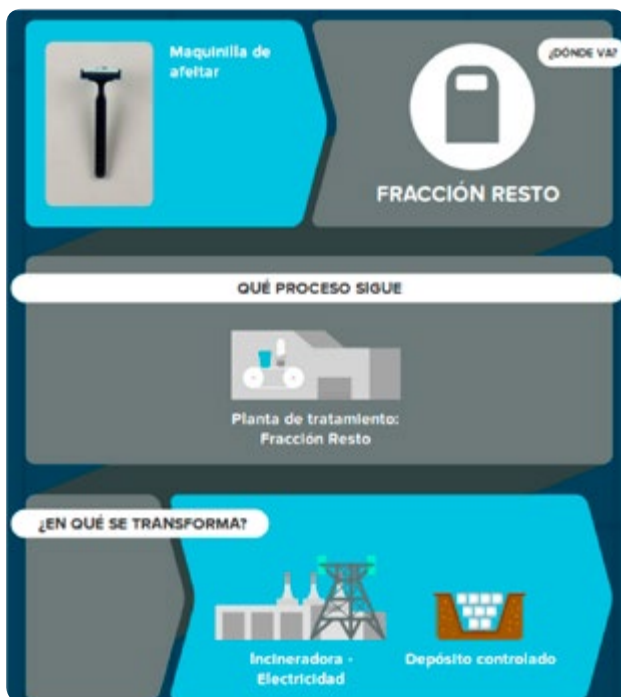 Maquinilla de
afeitar
¿DÓNDE VA?
FRACCIÓN RESTO
QUÉ PROCESO SIGUE
Planta de tratamiento:
Fracción Resto
¿EN QUÉ SE TRANSFORMA?
Incineradora -
Electricidad
Depósito controlado